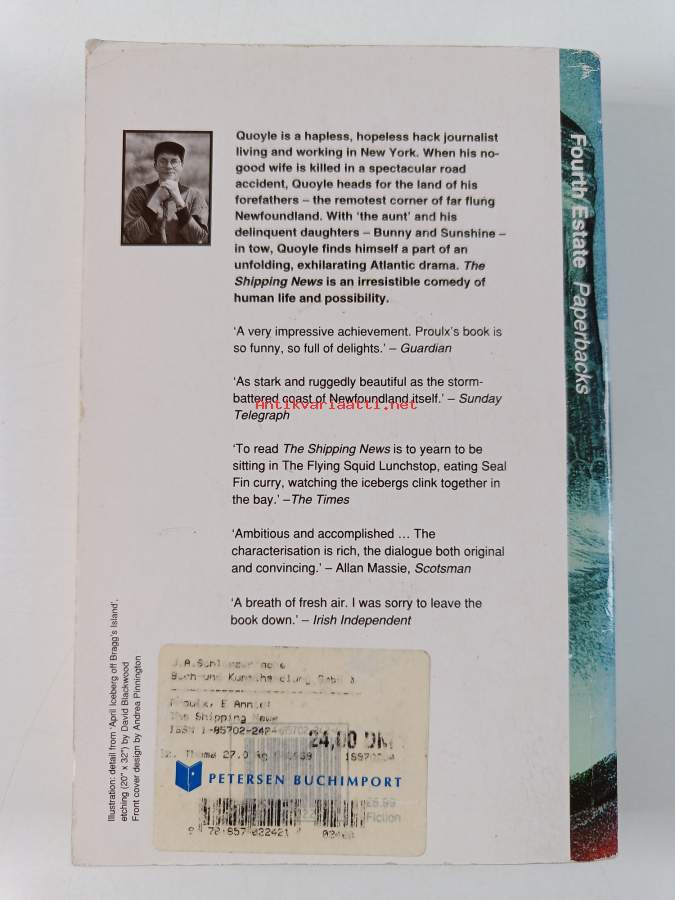 Quoyle is a hapless, hopeless hack journalist
living and working in New York. When his no-
good wife is killed in a spectacular road
accident, Quoyle heads for the land of his
forefathers – the remotest corner of far flung
Newfoundland. With ‘the aunt’ and his
delinquent daughters – Bunny and Sunshine –
in tow, Quoyle finds himself a part of an
unfolding, exhilarating Atlantic drama. The
Shipping News is an irresistible comedy of
human life and possibility.
‘A very impressive achievement. Proulx's book is
so funny, so full of delights.’ – Guardian
‘As stark and ruggedly beautiful as the storm-
battered coast of Newfoundland itself.’ – Sunday
Telegraph
Antikvariaatti.net
‘To read The Shipping News is to yearn to be
sitting in The Flying Squid Lunchstop, eating Seal
Fin curry, watching the icebergs clink together in
the bay.’ –The Times
‘Ambitious and accomplished … The
characterisation is rich, the dialogue both original
and convincing.’ – Allan Massie, Scotsman
‘A breath of fresh air. I was sorry to leave the
book down.’ – Irish Independent
Illustration: detail from ‘April Iceberg off Bragg's Island’,
etching (20" x 32") by David Blackwood
Front cover design by Andrea Pinnington
Fourth Estate Paperbacks
The Shipping News
ISBN 1-85702-242
24,00 DM
PETERSEN BUCHIMPORT
£6.99
Fiction
9 780857 022421